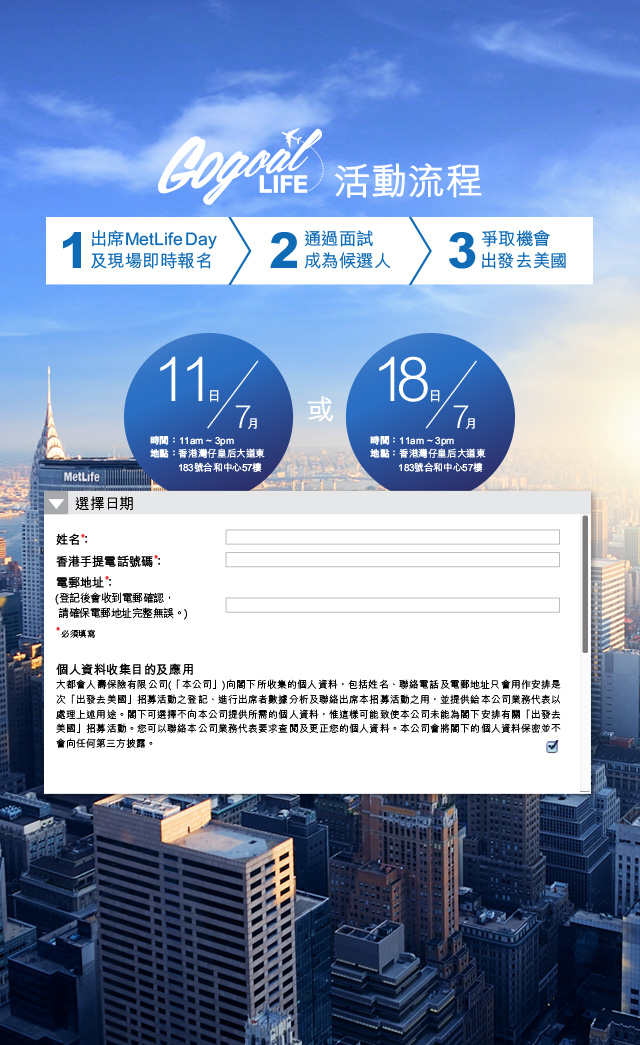 Gogoal
LIFE 活動流程
1 出席MetLife Day
及現場即時報名
2 通過面試
成為候選人
3 爭取機會
出發去美國
11日/7月
時間：11am ~ 3pm
地點：香港灣仔皇后大道東
183號合和中心57樓
或
18日/7月
時間：11am ~ 3pm
地點：香港灣仔皇后大道東
183號合和中心57樓
MetLife
選擇日期
姓名*:
香港手提電話號碼*:
電郵地址*:
(登記後會收到電郵確認，
請確保電郵地址完整無誤。)
*必須填寫
個人資料收集目的及應用
大都會人壽保險有限公司(「本公司」)向閣下所收集的個人資料，包括姓名、聯絡電話及電郵地址只會用作安排是
次「出發去美國」招募活動之登記、進行出席者數據分析及聯絡出席本招募活動之用，並提供給本公司業務代表以
處理上述用途。閣下可選擇不向本公司提供所需的個人資料，惟這樣可能致使本公司未能為閣下安排有關「出發去
美國」招募活動。您可以聯絡本公司業務代表要求查閱及更正您的個人資料。本公司會將閣下的個人資料保密並不
會向任何第三方披露。